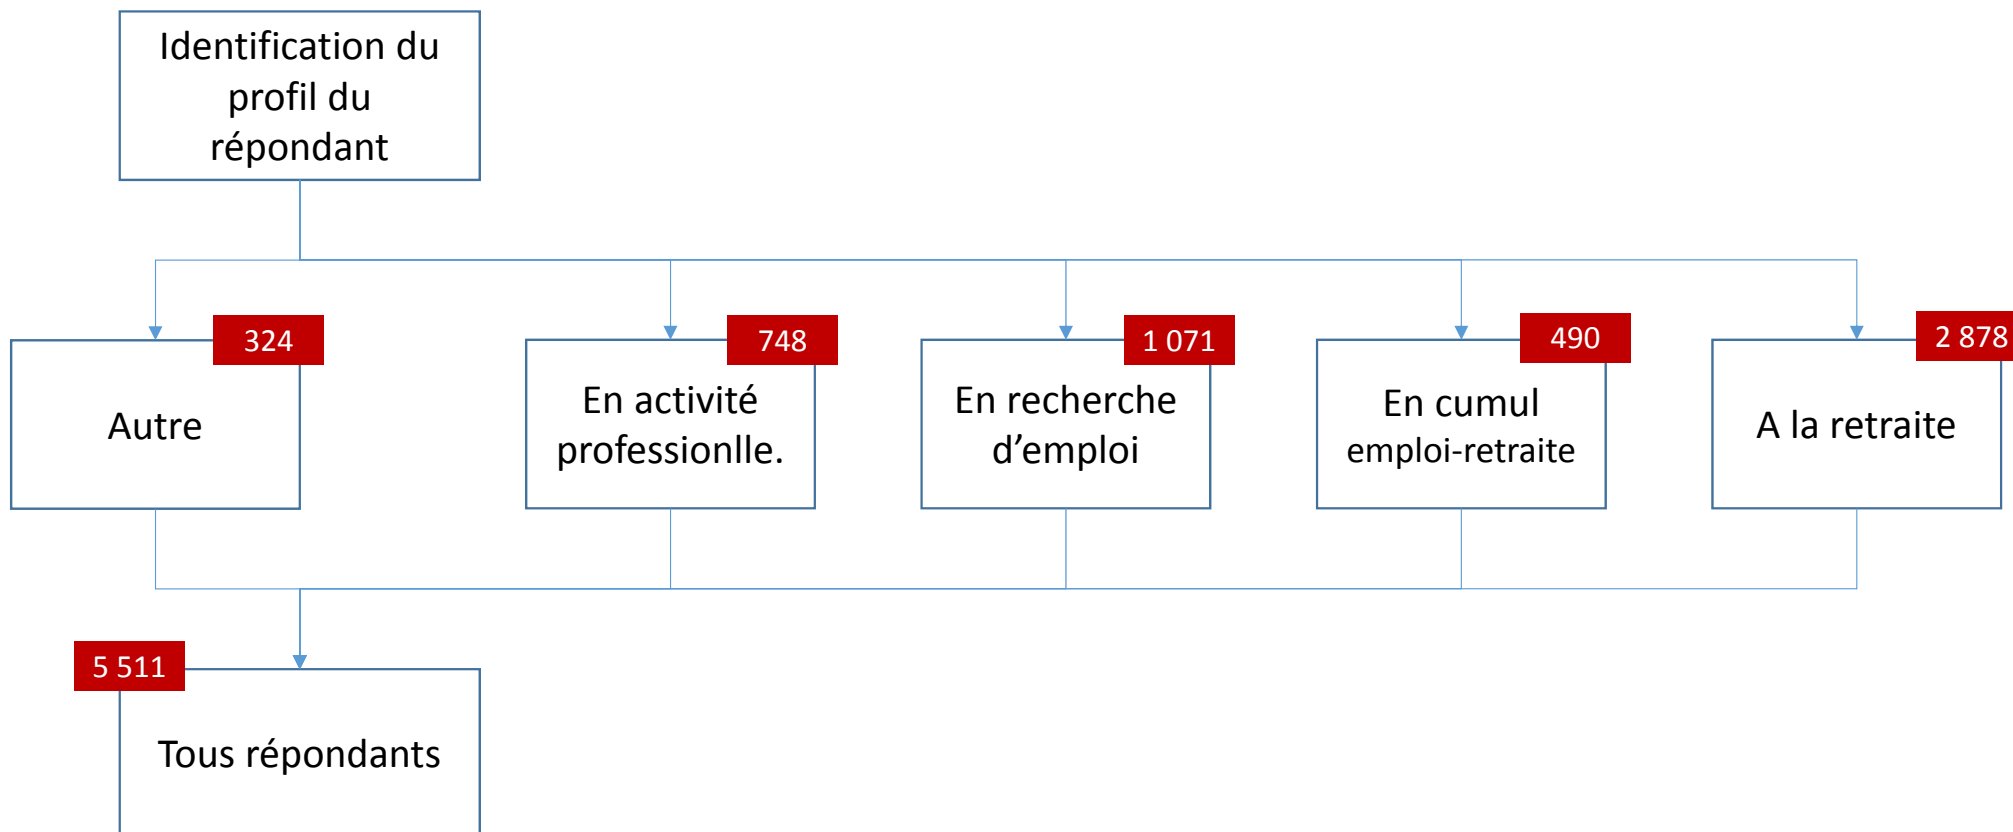 Identification du
profil du
répondant
324
Autre
748
En activité
professionlle.
1 071
En recherche
d’emploi
490
En cumul
emploi-retraite
2 878
A la retraite
5 511
Tous répondants